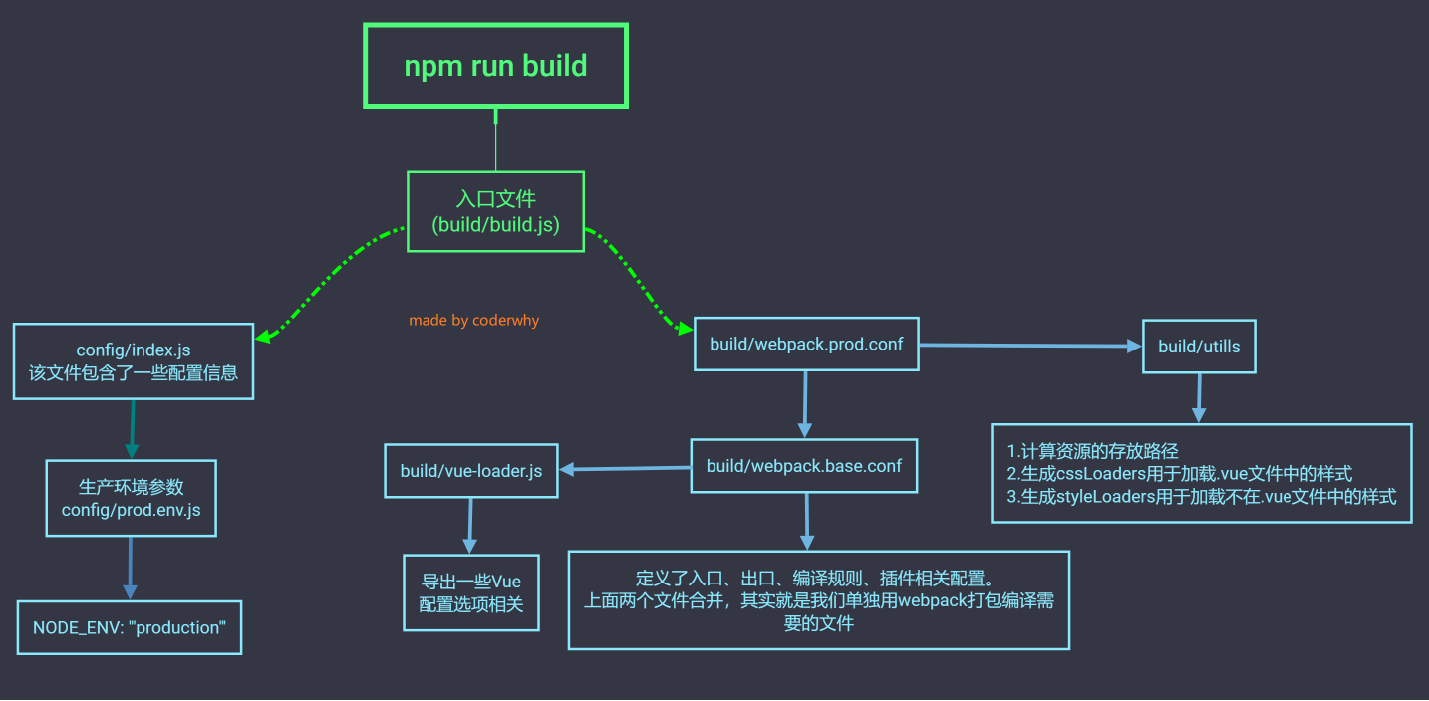 npm run build
入口文件
(build/build.js)
made by coderwhy
config/index.js
该文件包含了一些配置信息
build/webpack.prod.conf
build/utills
生产环境参数
config/prod.env.js
build/vue-loader.js
build/webpack.base.conf
1.计算资源的存放路径
2.生成cssLoaders用于加载.vue文件中的样式
3.生成styleLoaders用于加载不在.vue文件中的样式
NODE_ENV: '"production"'
导出一些Vue
配置选项相关
定义了入口、出口、编译规则、插件相关配置。
上面两个文件合并，其实就是我们单独用webpack打包编译需
要的文件